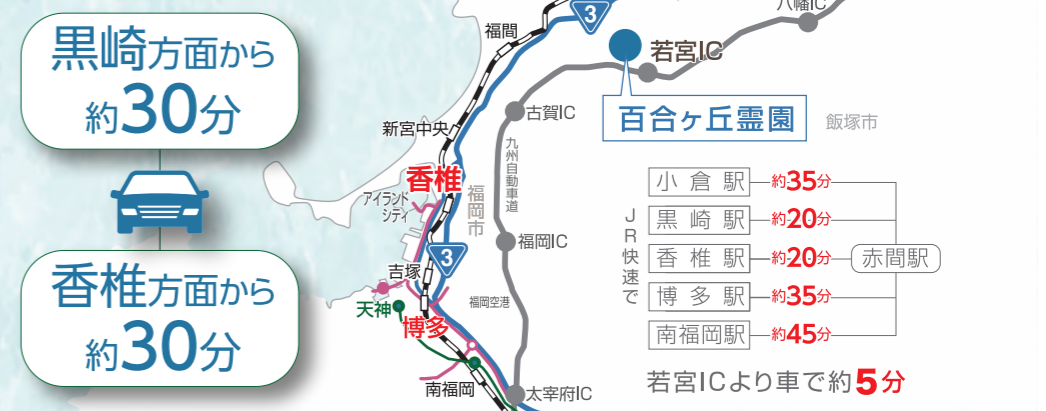 黒崎方面から
約30分
香椎方面から
約30分
福間
3
八幡IC
若宮IC
百合ヶ丘霊園
飯塚市
古賀IC
新宮中央
九州自動車道
香椎
アイランド
シティ
福岡市
3
福岡IC
吉塚
天神
福岡空港
博多
南福岡
太宰府IC
JR快速で
小倉駅 約35分
黒崎駅 約20分
香椎駅 約20分 赤間駅
博多駅 約35分
南福岡駅 約45分
若宮ICより車で約5分